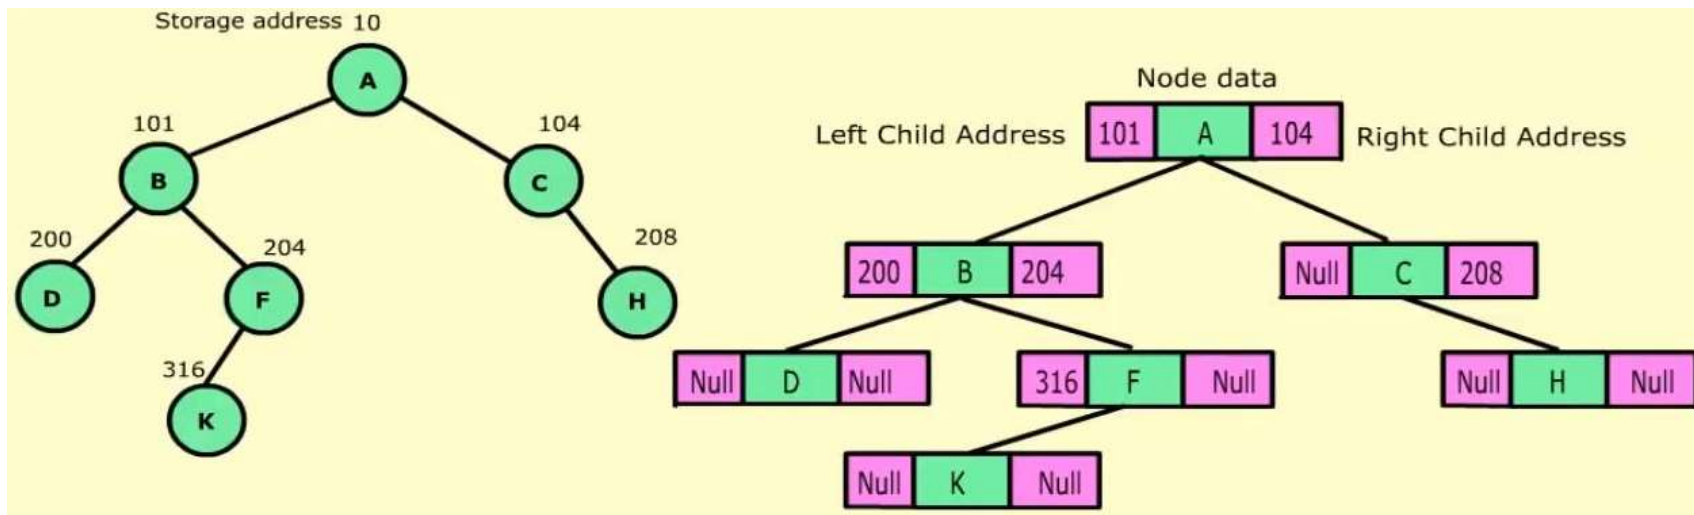 Storage address 10
A
101
104
B
C
200
204
208
D
F
H
316
K
Node data
Left Child Address 101 A 104 Right Child Address
200 B 204
Null C 208
Null D Null
316 F Null
Null H Null
Null K Null